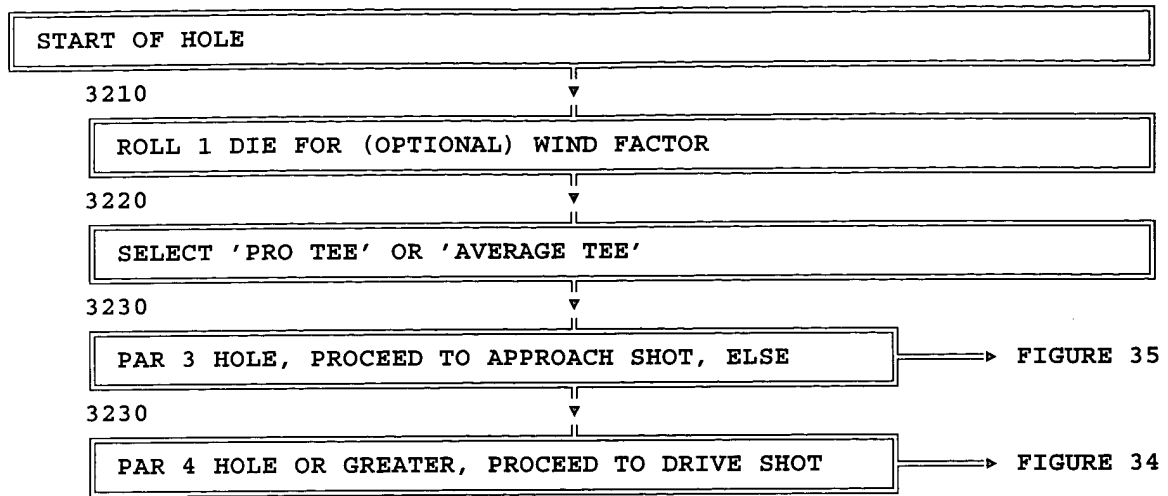 START OF HOLE
3210
ROLL 1 DIE FOR (OPTIONAL) WIND FACTOR
3220
SELECT 'PRO TEE' OR 'AVERAGE TEE'
3230
PAR 3 HOLE, PROCEED TO APPROACH SHOT, ELSE FIGURE 35
3230
PAR 4 HOLE OR GREATER, PROCEED TO DRIVE SHOT FIGURE 34